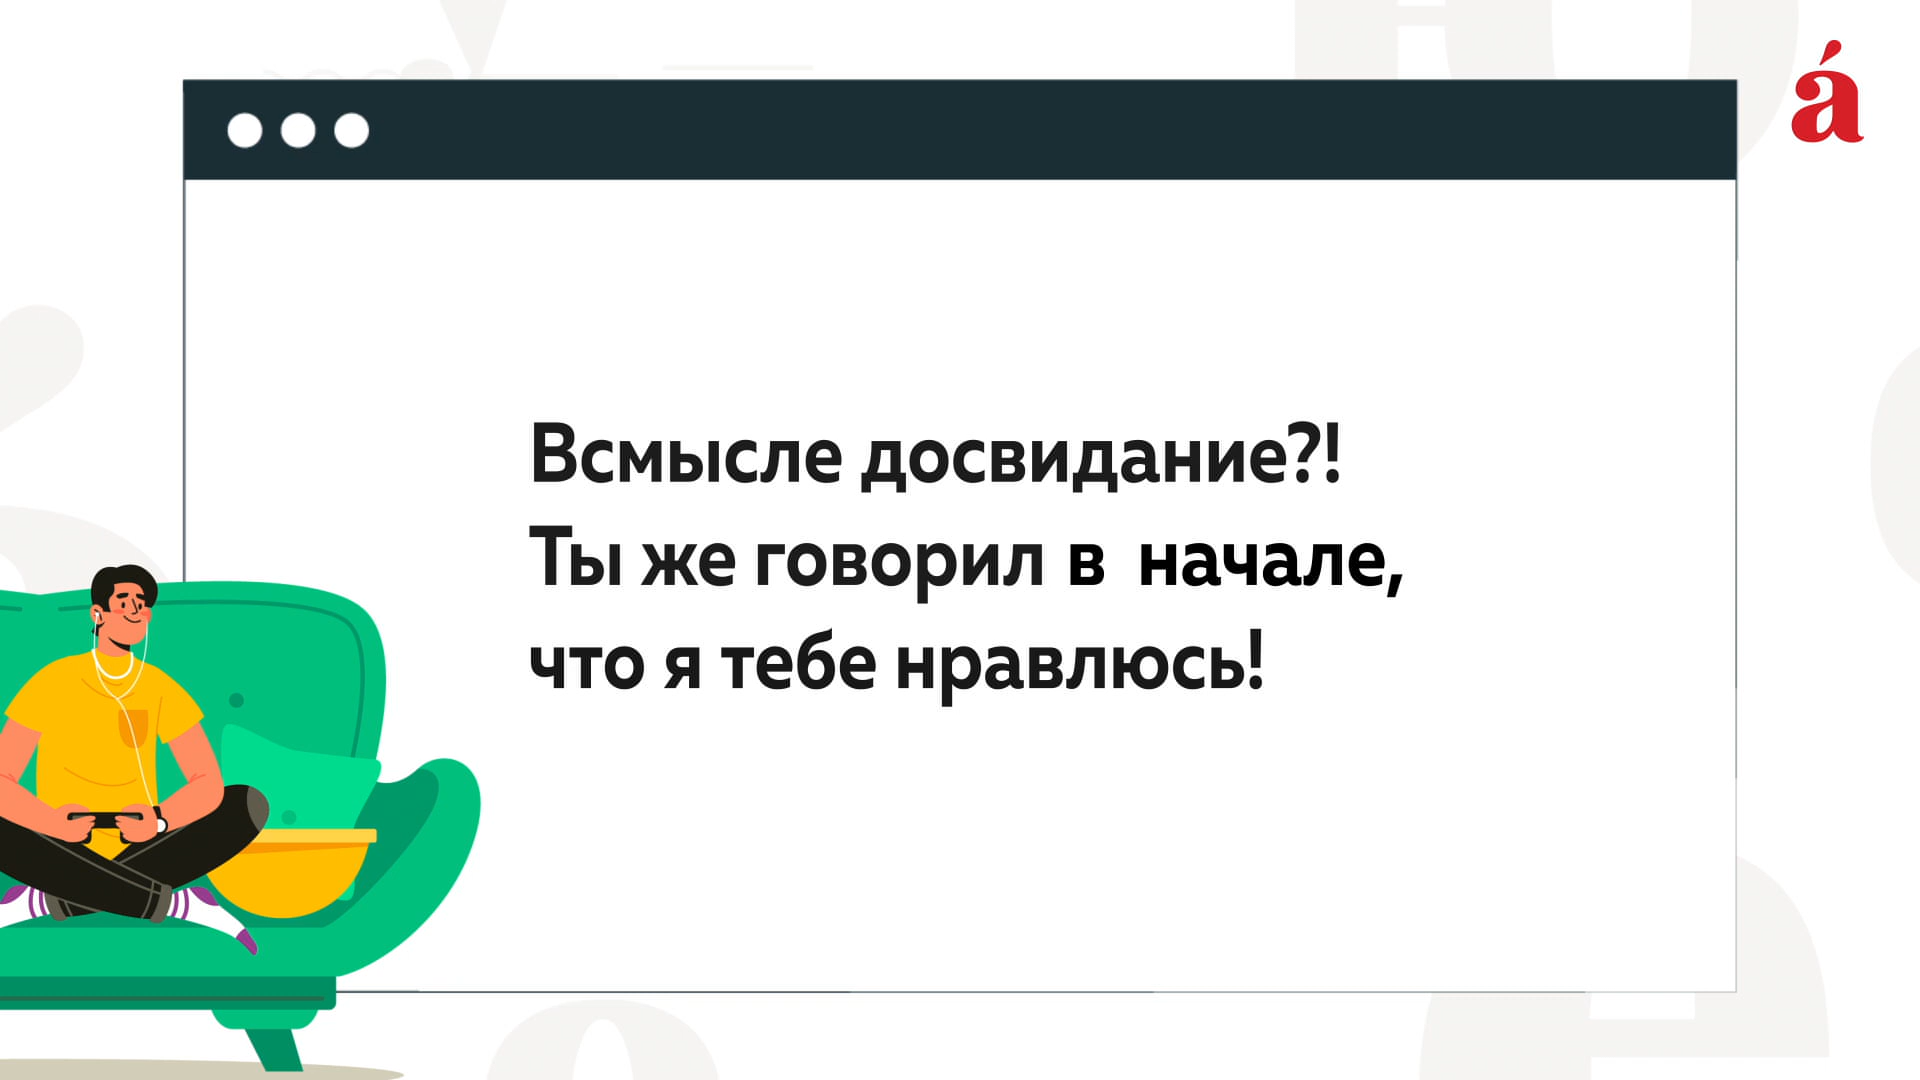 á
Всмысле досвидание?!
Ты же говорил в начале,
что я тебе нравлюсь!